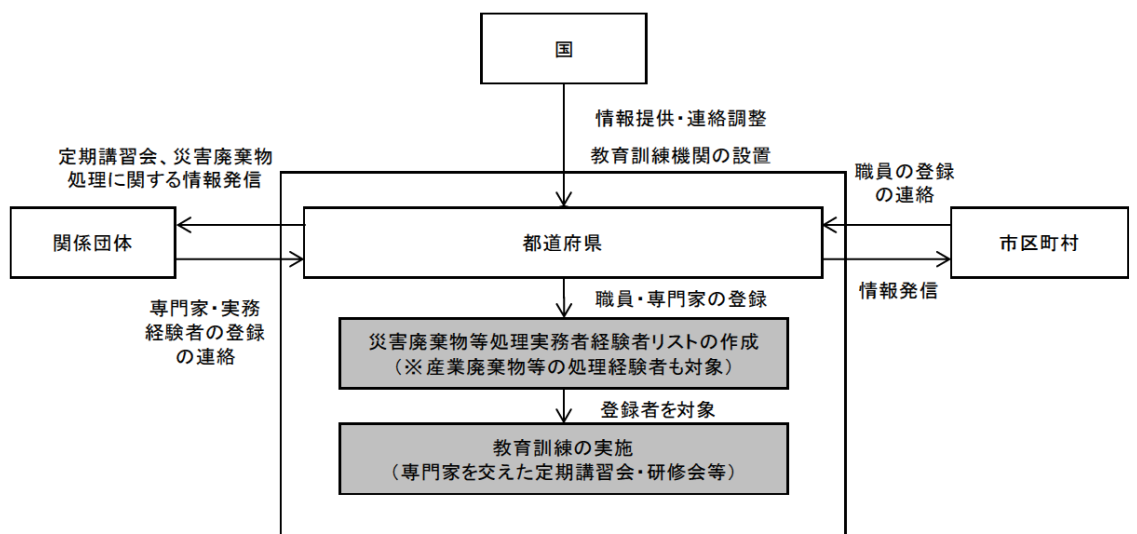 国
情報提供・連絡調整
教育訓練機関の設置
定期講習会、災害廃棄物
処理に関する情報発信
職員の登録
の連絡
関係団体
都道府県
市区町村
専門家・実務
経験者の登録
の連絡
情報発信
職員・専門家の登録
災害廃棄物等処理実務者経験者リストの作成
(※産業廃棄物等の処理経験者も対象)
登録者を対象
教育訓練の実施
(専門家を交えた定期講習会・研修会等)